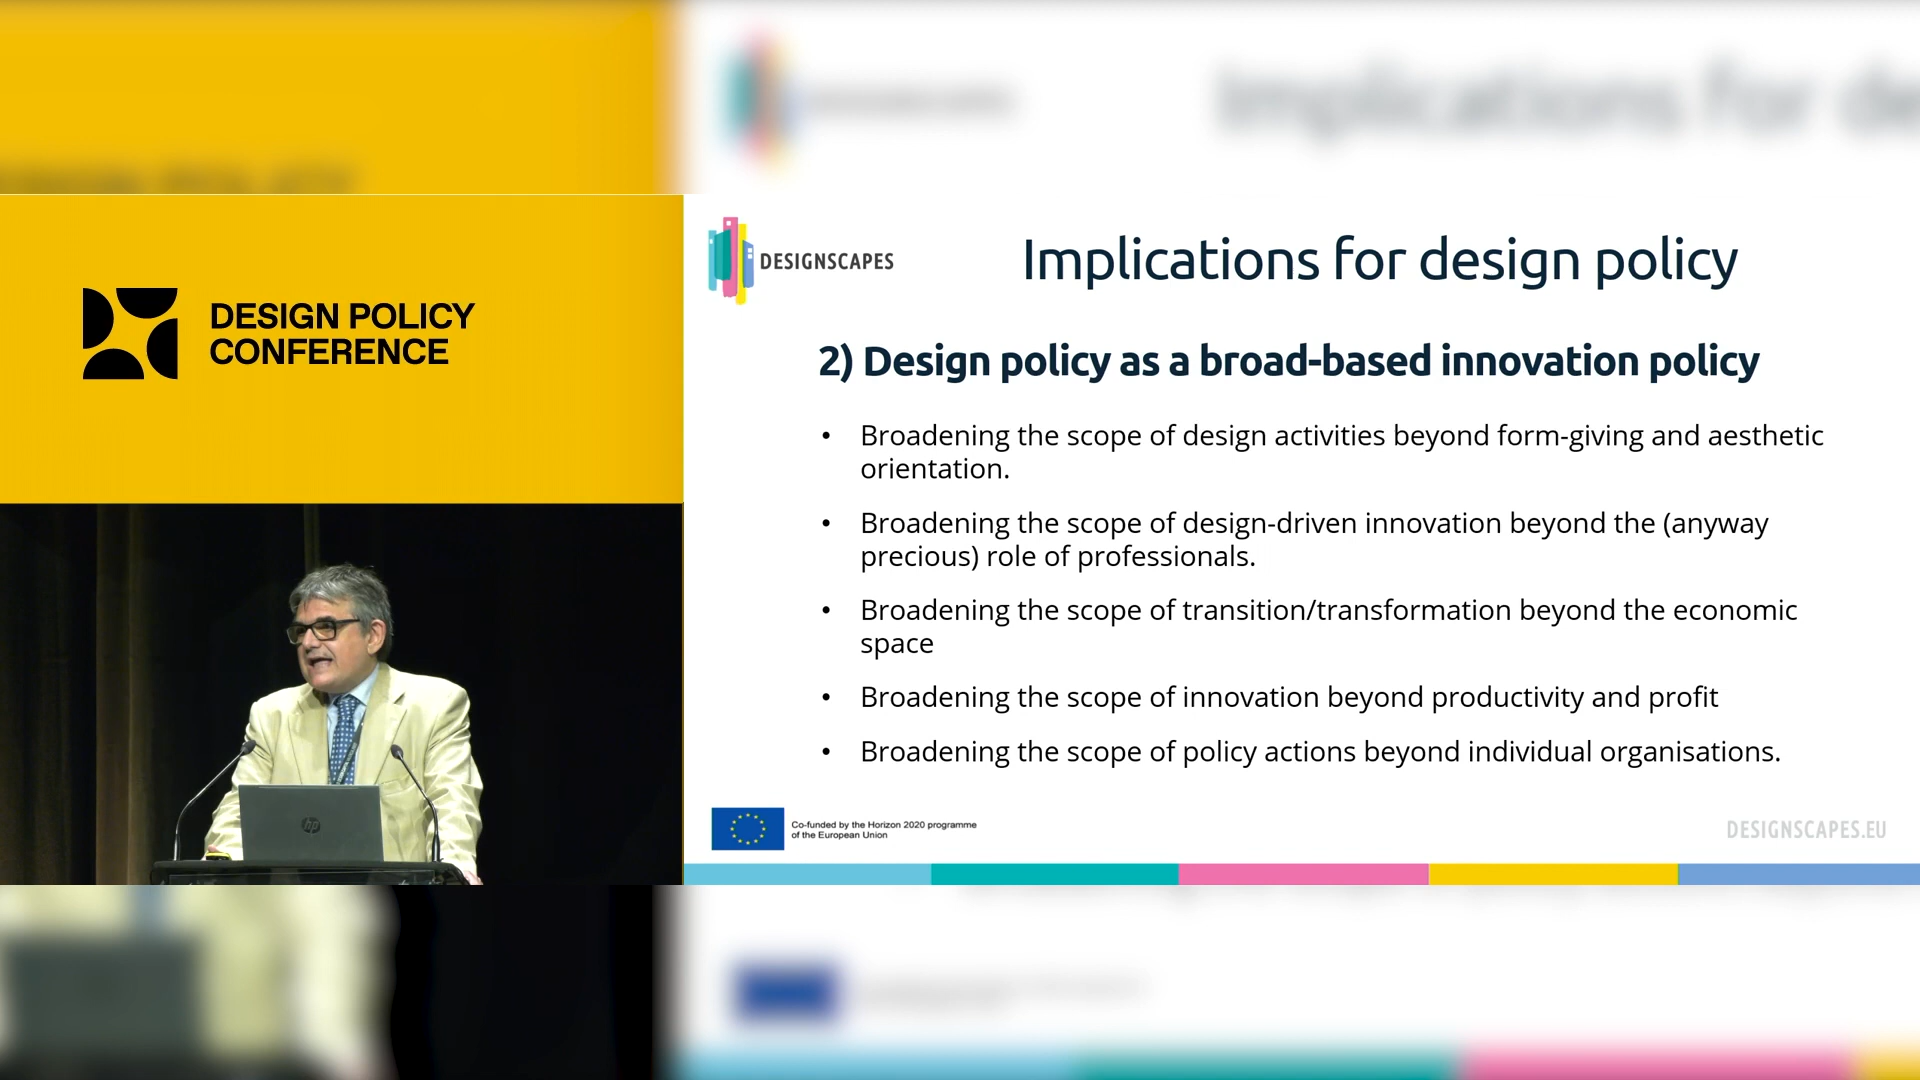 DESIGN POLICY
CONFERENCE
DESIGNSCAPES
Implications for design policy
2) Design policy as a broad-based innovation policy
• Broadening the scope of design activities beyond form-giving and aesthetic
orientation.
• Broadening the scope of design-driven innovation beyond the (anyway
precious) role of professionals.
• Broadening the scope of transition/transformation beyond the economic
space
• Broadening the scope of innovation beyond productivity and profit
• Broadening the scope of policy actions beyond individual organisations.
Co-funded by the Horizon 2020 programme
of the European Union
DESIGNSCAPES.EU
hp
Implications for de